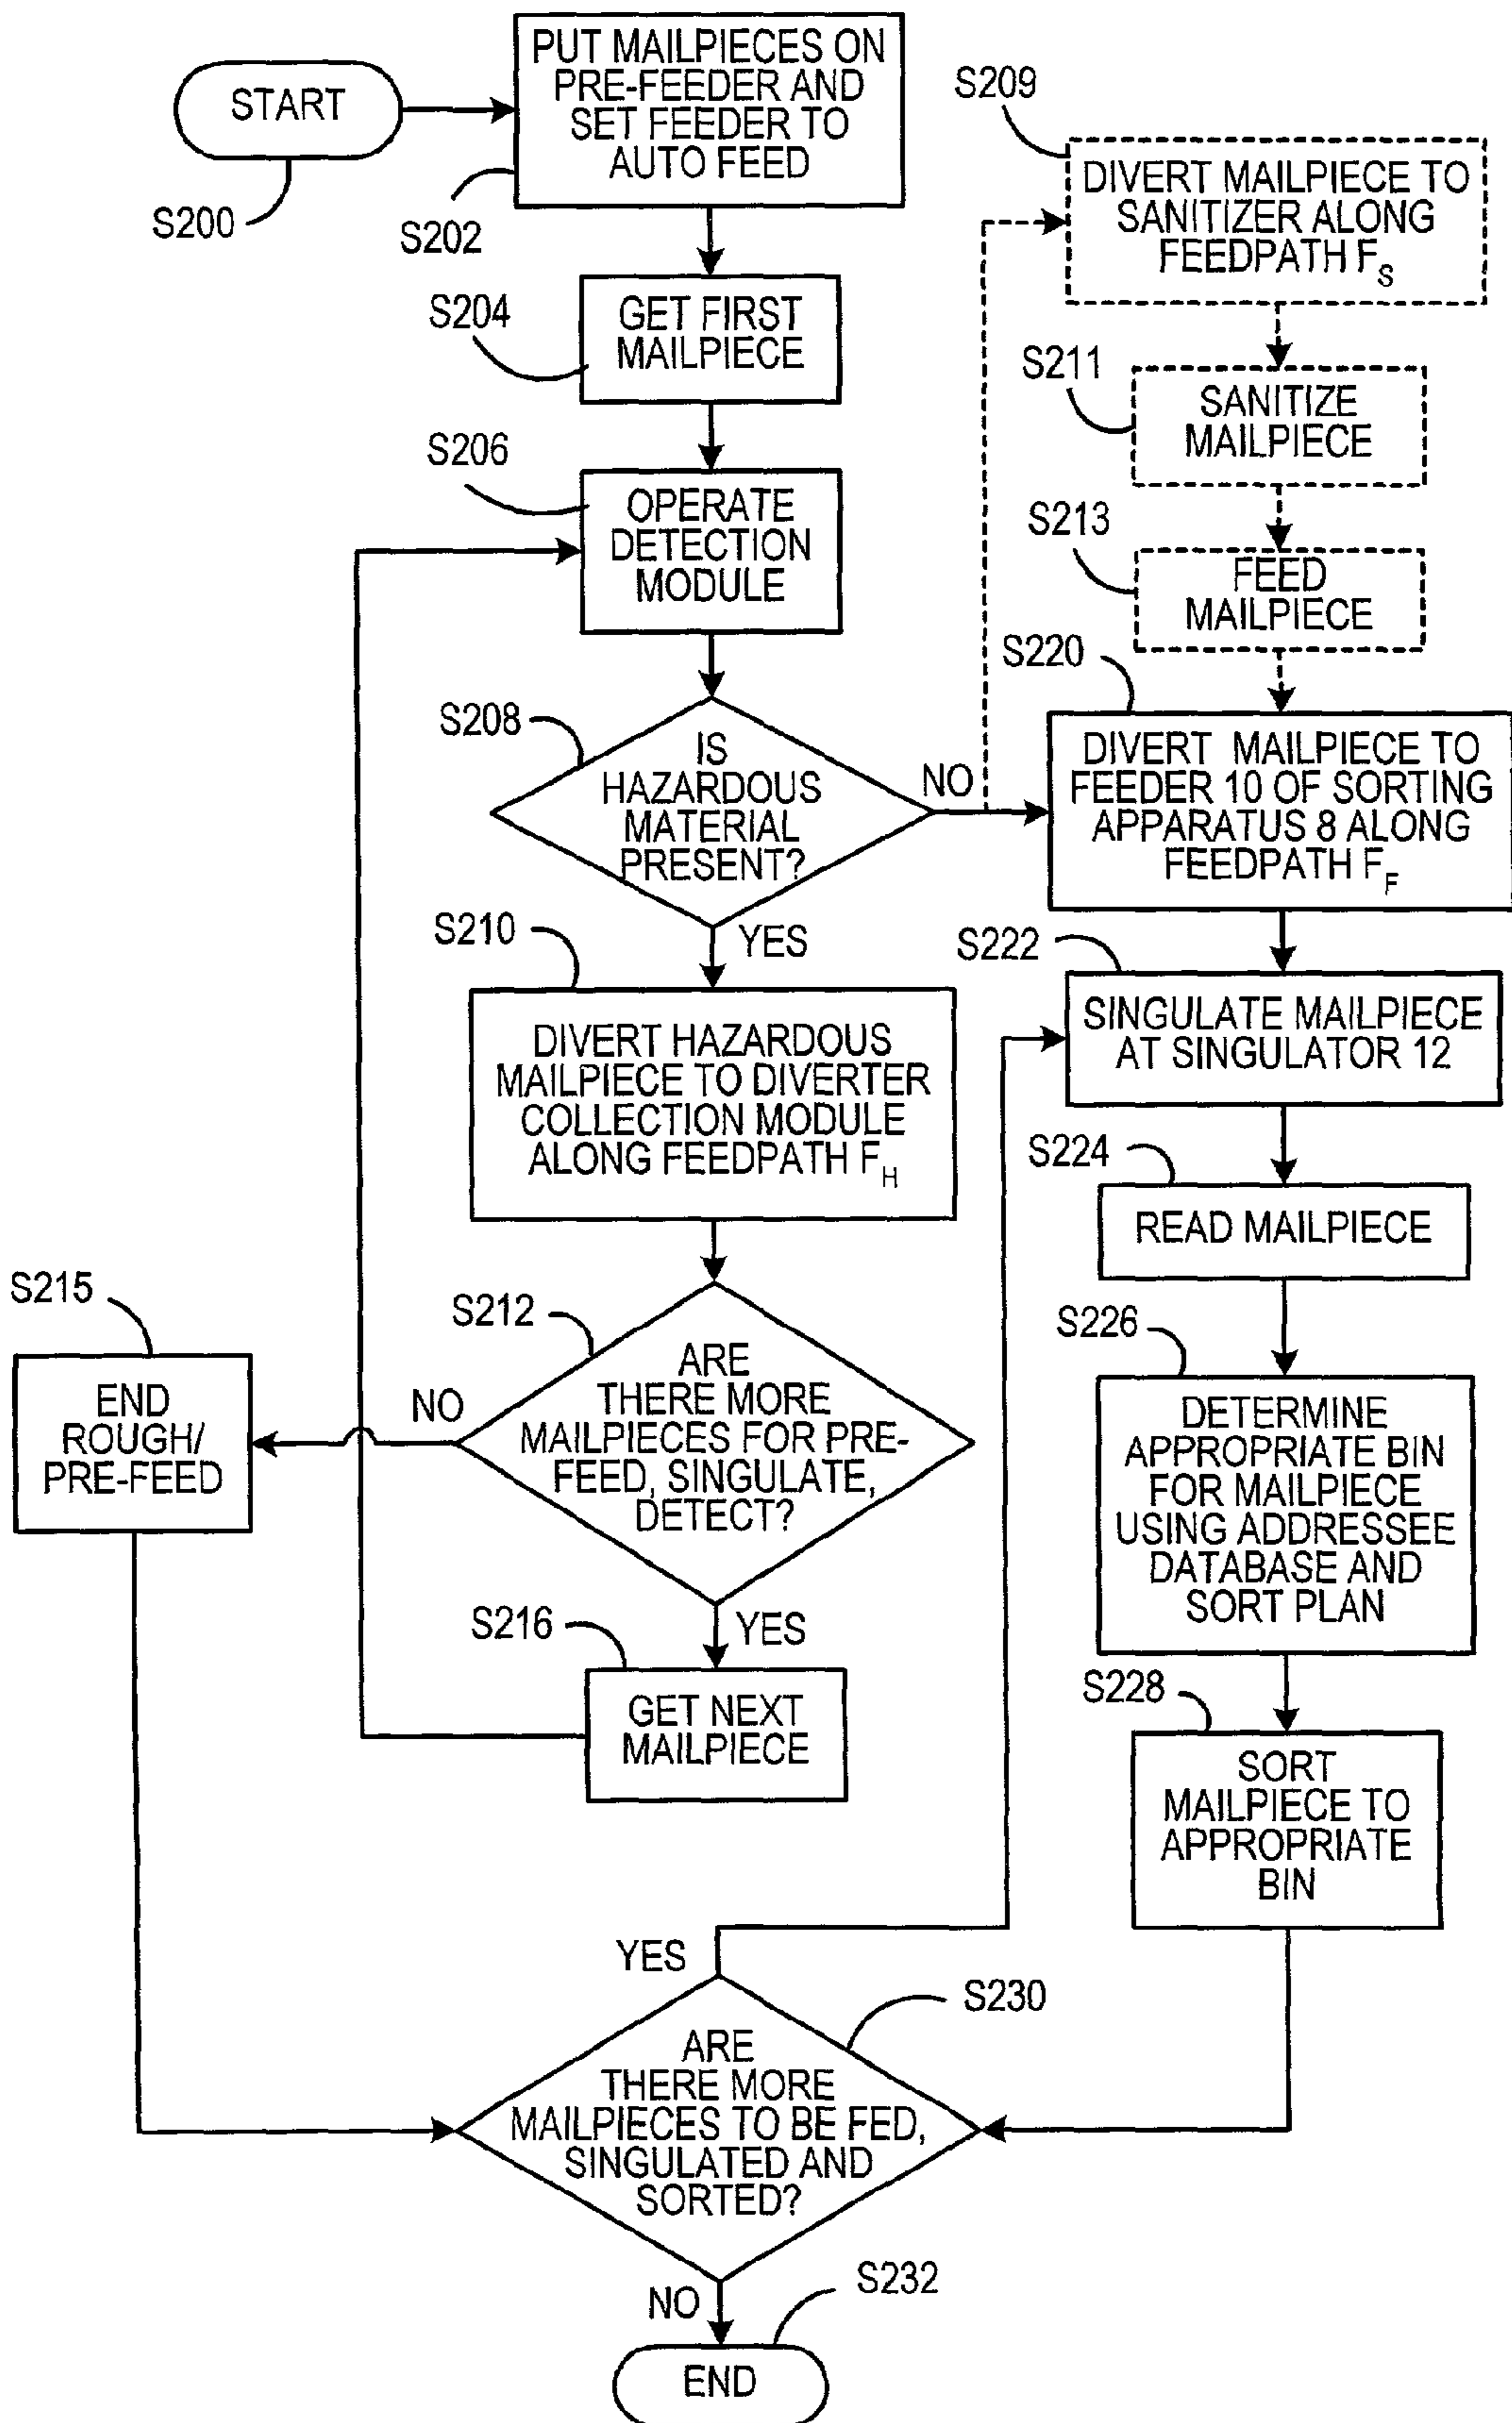 START
S200
PUT MAILPIECES ON
PRE-FEEDER AND
SET FEEDER TO
AUTO FEED
S202
S204
GET FIRST
MAILPIECE
S206
OPERATE
DETECTION
MODULE
S208
IS
HAZARDOUS
MATERIAL
PRESENT?
NO
YES
S209
DIVERT MAILPIECE TO
SANITIZER ALONG
FEEDPATH FS
S211
SANITIZE
MAILPIECE
S213
FEED
MAILPIECE
S220
DIVERT MAILPIECE TO
FEEDER 10 OF SORTING
APPARATUS 8 ALONG
FEEDPATH FF
S210
DIVERT HAZARDOUS
MAILPIECE TO DIVERTER
COLLECTION MODULE
ALONG FEEDPATH FH
S222
SINGULATE MAILPIECE
AT SINGULATOR 12
S224
READ MAILPIECE
S212
ARE
THERE MORE
MAILPIECES FOR PRE-
FEED, SINGULATE,
DETECT?
NO
YES
S215
END
ROUGH/
PRE-FEED
S216
GET NEXT
MAILPIECE
S226
DETERMINE
APPROPRIATE BIN
FOR MAILPIECE
USING ADDRESSEE
DATABASE AND
SORT PLAN
S228
SORT
MAILPIECE TO
APPROPRIATE
BIN
YES
S230
ARE
THERE MORE
MAILPIECES TO BE FED,
SINGULATED AND
SORTED?
NO
S232
END